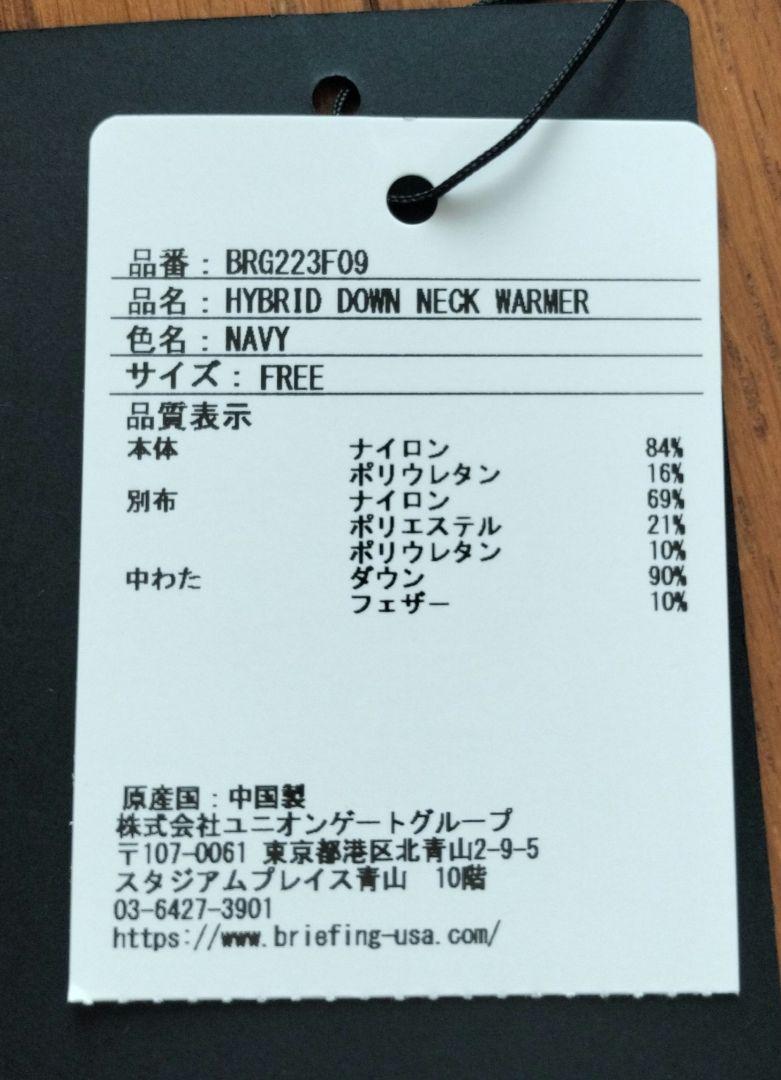 品番：BRG223F09
品名：HYBRID DOWN NECK WARMER
色名：NAVY
サイズ：FREE
品質表示
本体 ナイロン 84%
ポリウレタン 16%
別布 ナイロン 69%
ポリエステル 21%
ポリウレタン 10%
中わた ダウン 90%
フェザー 10%
原産国：中国製
株式会社ユニオンゲートグループ
〒107-0061 東京都港区北青山2-9-5
スタジアムプレイス青山 10階
03-6427-3901
https://www.briefing-usa.com/